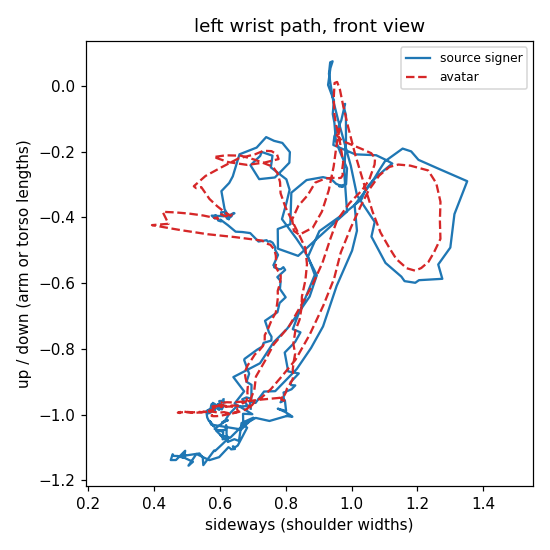 left wrist path, front view
source signer
avatar
up / down (arm or torso lengths)
0.0
−0.2
−0.4
−0.6
−0.8
−1.0
−1.2
0.2
0.4
0.6
0.8
1.0
1.2
1.4
sideways (shoulder widths)